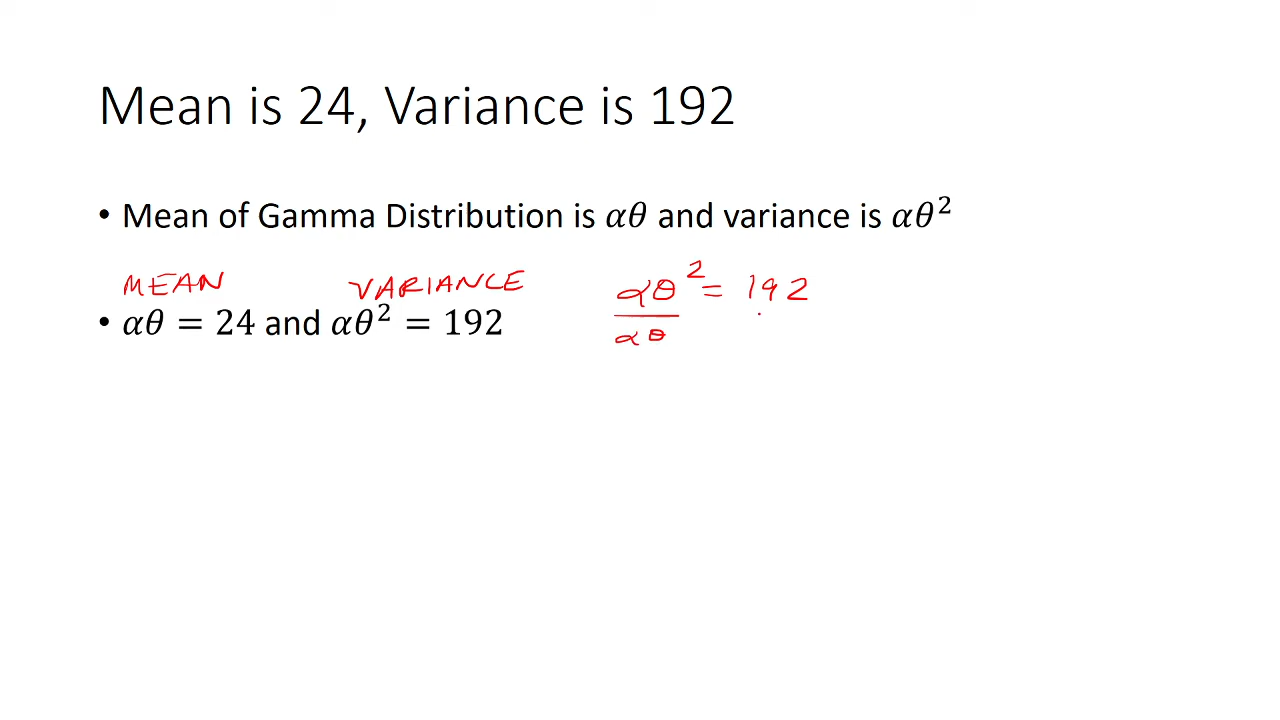 Mean is 24, Variance is 192
• Mean of Gamma Distribution is 𝛼𝜃 and variance is 𝛼𝜃²
MEAN VARIANCE
• 𝛼𝜃 = 24 and 𝛼𝜃² = 192
αθ² = 192
αθ